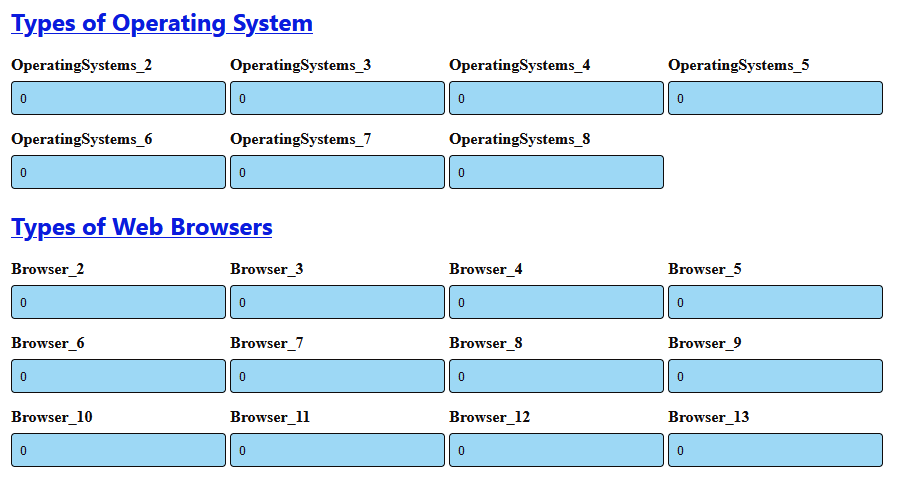 Types of Operating System
OperatingSystems_2 OperatingSystems_3 OperatingSystems_4 OperatingSystems_5
0 0 0 0
OperatingSystems_6 OperatingSystems_7 OperatingSystems_8
0 0 0
Types of Web Browsers
Browser_2 Browser_3 Browser_4 Browser_5
0 0 0 0
Browser_6 Browser_7 Browser_8 Browser_9
0 0 0 0
Browser_10 Browser_11 Browser_12 Browser_13
0 0 0 0